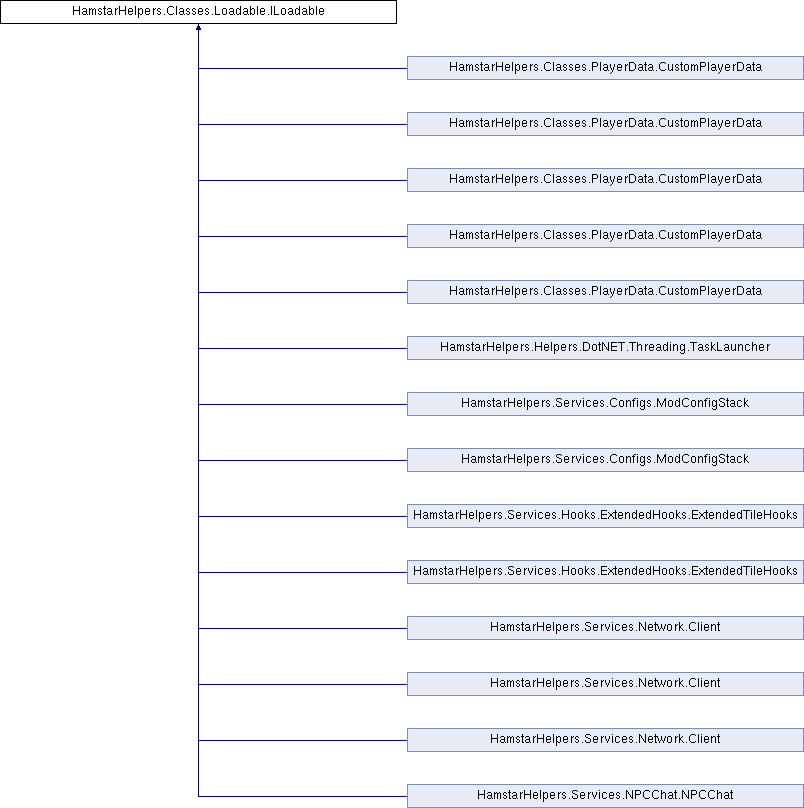 HamstarHelpers.Classes.Loadable.ILoadable
HamstarHelpers.Classes.PlayerData.CustomPlayerData
HamstarHelpers.Classes.PlayerData.CustomPlayerData
HamstarHelpers.Classes.PlayerData.CustomPlayerData
HamstarHelpers.Classes.PlayerData.CustomPlayerData
HamstarHelpers.Classes.PlayerData.CustomPlayerData
HamstarHelpers.Helpers.DotNET.Threading.TaskLauncher
HamstarHelpers.Services.Configs.ModConfigStack
HamstarHelpers.Services.Configs.ModConfigStack
HamstarHelpers.Services.Hooks.ExtendedHooks.ExtendedTileHooks
HamstarHelpers.Services.Hooks.ExtendedHooks.ExtendedTileHooks
HamstarHelpers.Services.Network.Client
HamstarHelpers.Services.Network.Client
HamstarHelpers.Services.Network.Client
HamstarHelpers.Services.NPCChat.NPCChat